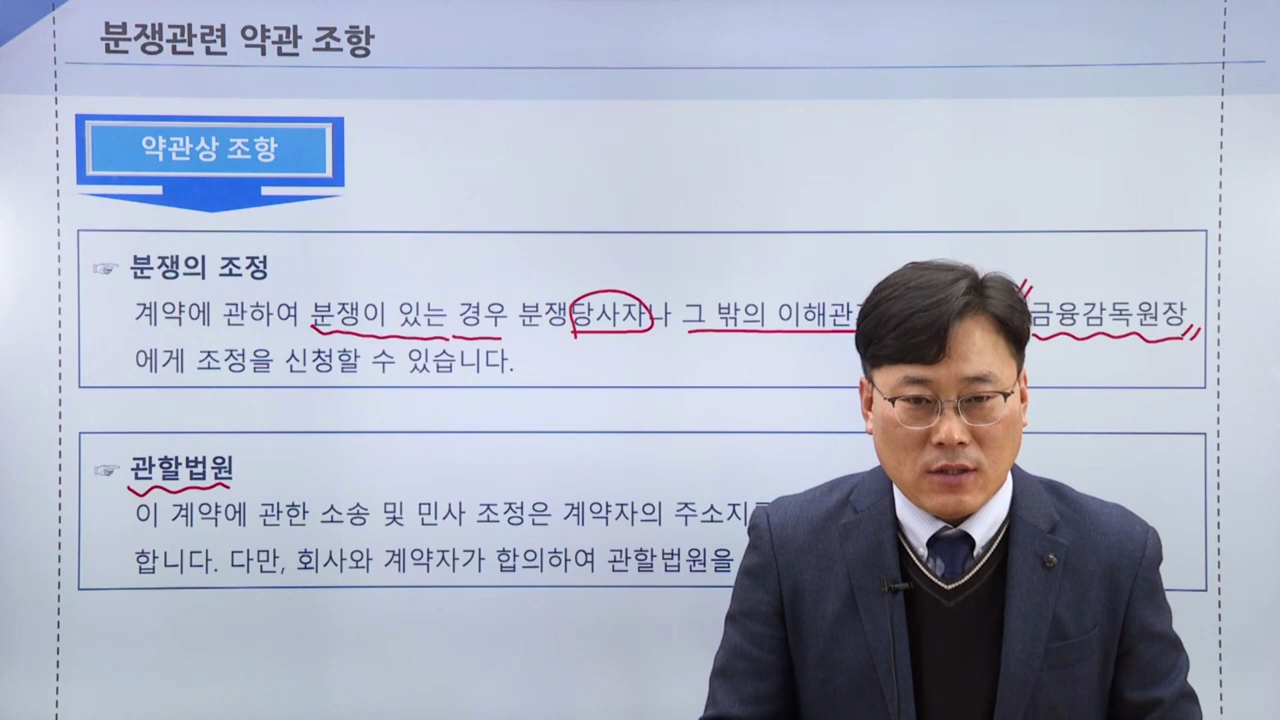 분쟁관련 약관 조항
약관상 조항
☞ 분쟁의 조정
계약에 관하여 분쟁이 있는 경우 분쟁당사자나 그 밖의 이해관 금융감독원장
에게 조정을 신청할 수 있습니다.
☞ 관할법원
이 계약에 관한 소송 및 민사 조정은 계약자의 주소지를
합니다. 다만, 회사와 계약자가 합의하여 관할법원을